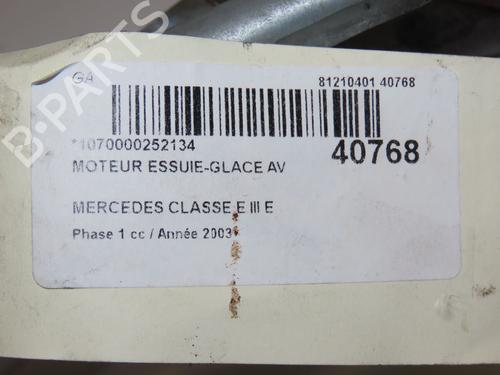 GA
81210401 40768
*1070000252134
40768
MOTEUR ESSUIE-GLACE AV
MERCEDES CLASSE E III E
Phase 1 cc / Année 2003
B-PARTS